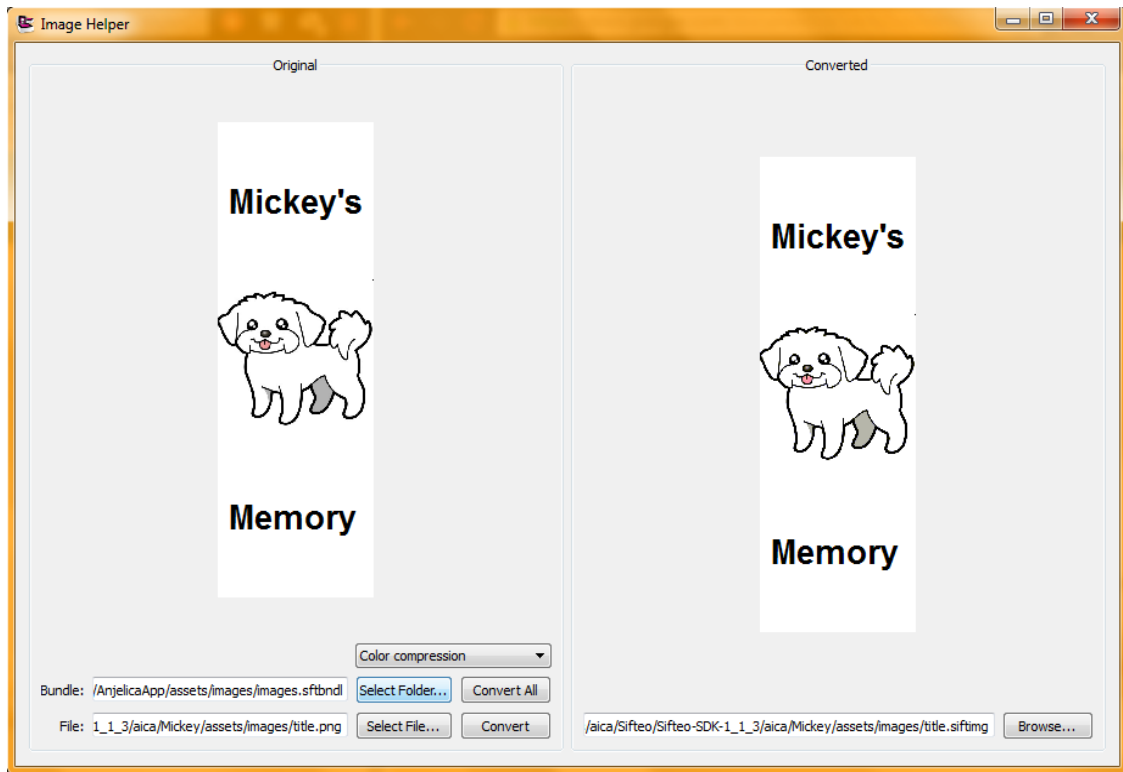 Image Helper
Original
Mickey's
Memory
Color compression
Bundle: /AnjelicaApp/assets/images/images.sftbndl Select Folder... Convert All
File: 1_1_3/aica/Mickey/assets/images/title.png Select File... Convert
Converted
Mickey's
Memory
/aica/Sifteo/Sifteo-SDK-1_1_3/aica/Mickey/assets/images/title.siftimg Browse...